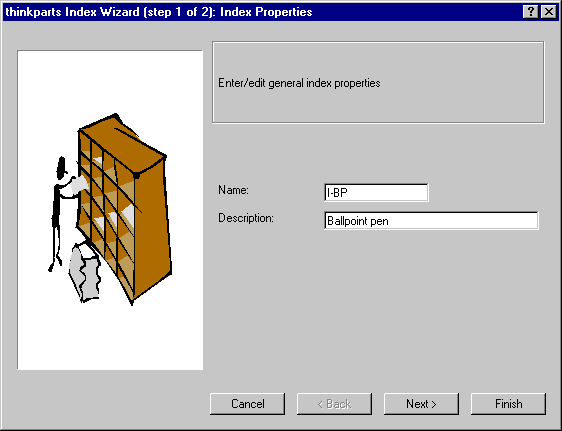 thinkparts Index Wizard (step 1 of 2): Index Properties
Enter/edit general index properties
Name: I-BP
Description: Ballpoint pen
Cancel < Back Next > Finish